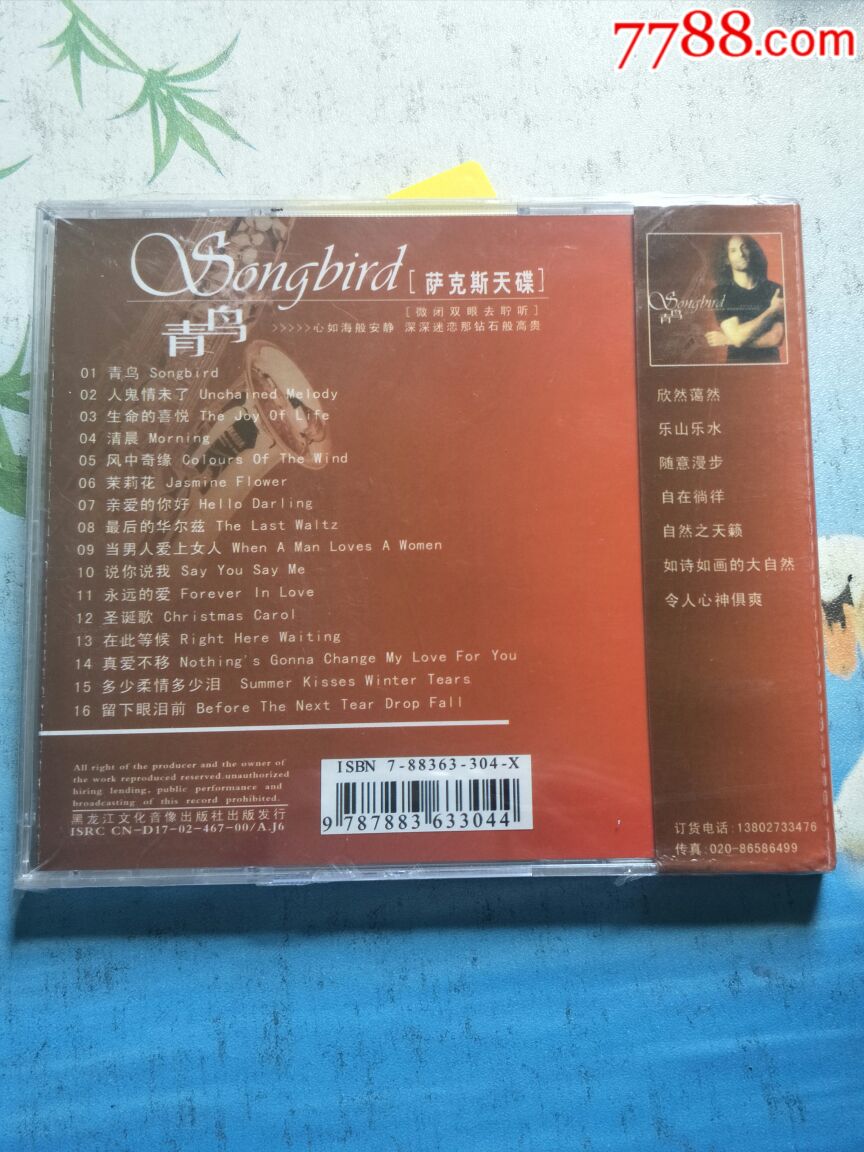 7788.com
Songbird [萨克斯天碟]
青鸟
[微闭双眼去聆听]
>>>>>心如海般安静 深深迷恋那钻石般高贵
01 青鸟 Songbird
02 人鬼情未了 Unchained Melody
03 生命的喜悦 The Joy Of Life
04 清晨 Morning
05 风中奇缘 Colours Of The Wind
06 茉莉花 Jasmine Flower
07 亲爱的你好 Hello Darling
08 最后的华尔兹 The Last Waltz
09 当男人爱上女人 When A Man Loves A Women
10 说你说我 Say You Say Me
11 永远的爱 Forever In Love
12 圣诞歌 Christmas Carol
13 在此等候 Right Here Waiting
14 真爱不移 Nothing's Gonna Change My Love For You
15 多少柔情多少泪 Summer Kisses Winter Tears
16 留下眼泪前 Before The Next Tear Drop Fall
All right of the producer and the owner of
the work reproduced reserved.unauthorized
hiring lending, public performance and
broadcasting of this record prohibited.
黑龙江文化音像出版社出版发行
ISRC CN-D17-02-467-00/A.J6
ISBN 7-88363-304-X
9 787883 633044
Songbird
青鸟
欣然蔼然
乐山乐水
随意漫步
自在徜徉
自然之天籁
如诗如画的大自然
令人心神俱爽
订货电话:13802733476
传真:020-86586499